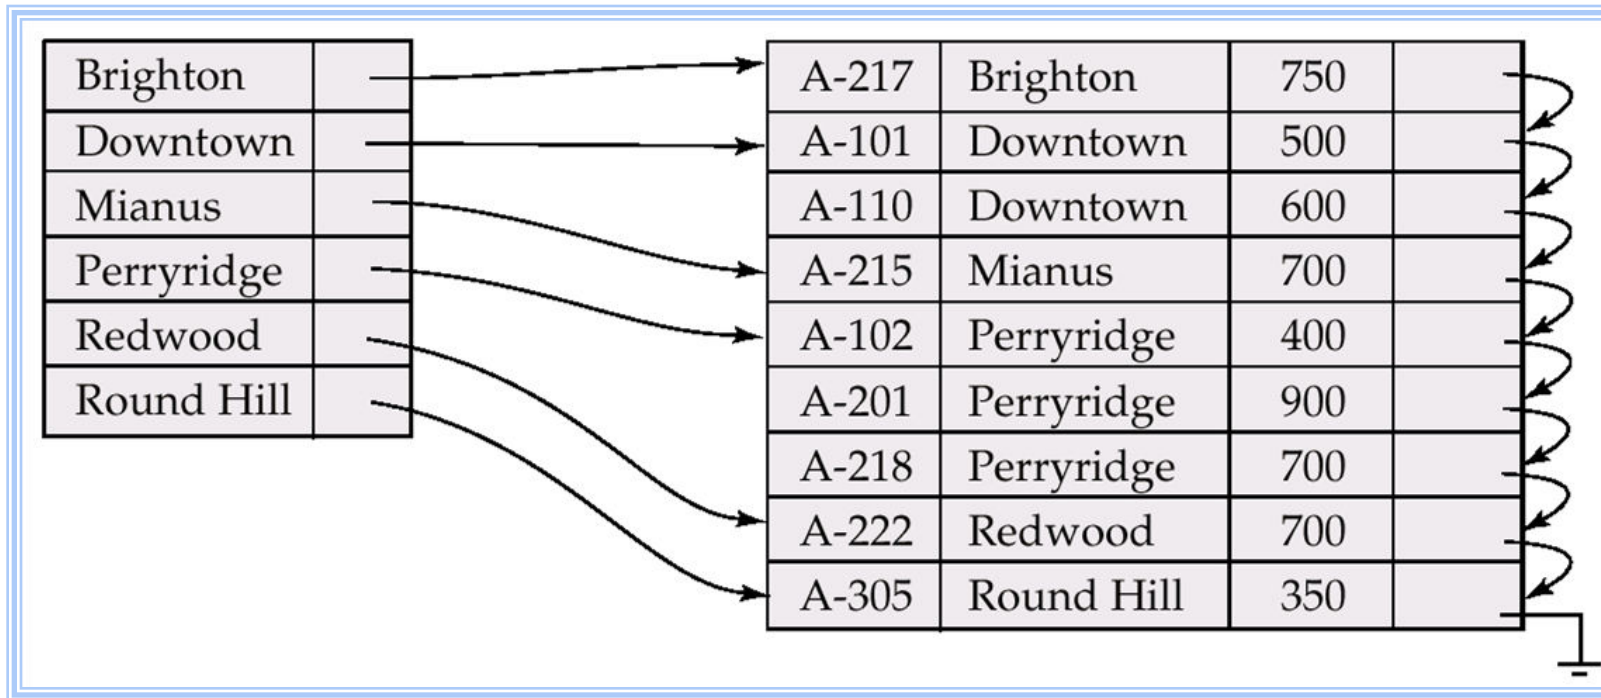 Brighton
Downtown
Mianus
Perryridge
Redwood
Round Hill
A-217 Brighton 750
A-101 Downtown 500
A-110 Downtown 600
A-215 Mianus 700
A-102 Perryridge 400
A-201 Perryridge 900
A-218 Perryridge 700
A-222 Redwood 700
A-305 Round Hill 350